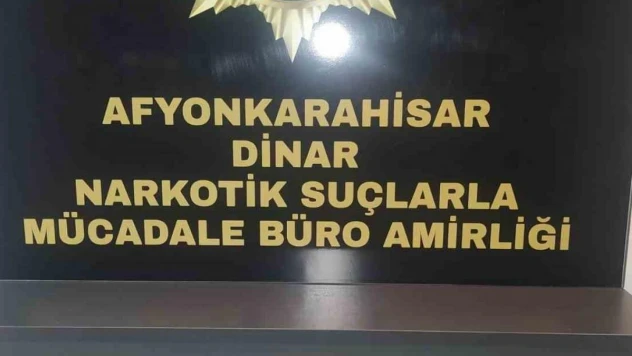 AFYONKARAHİSAR
DİNAR
NARKOTİK SUÇLARLA
MÜCADALE BÜRO AMİRLİĞİ